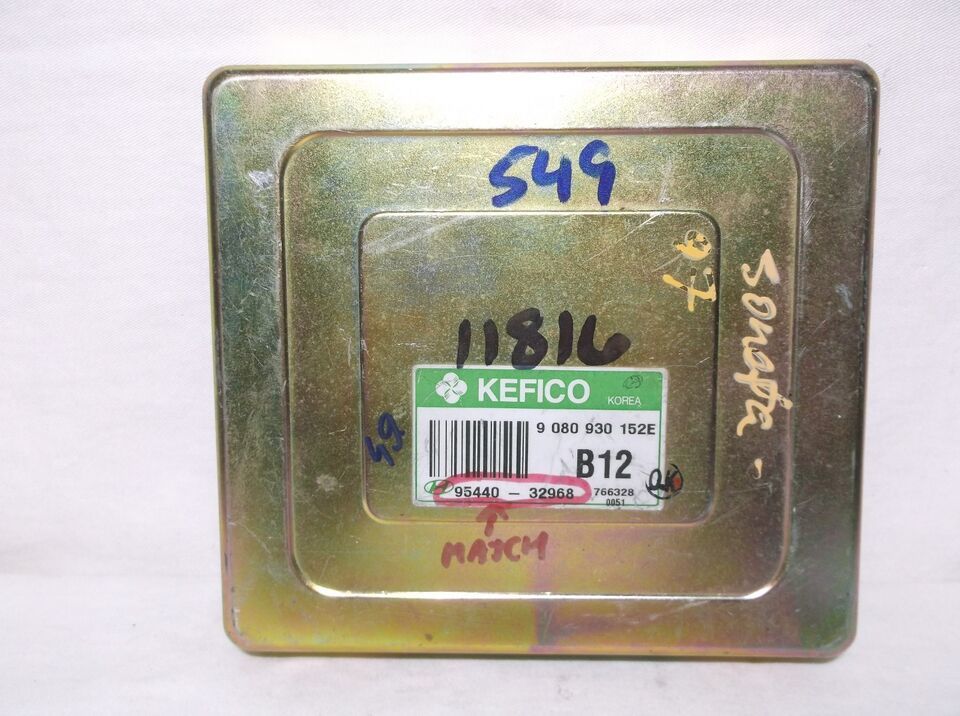 549
97
sonata -
11816
KEFICO
KOREA
9 080 930 152E
B12
49
95440 - 32968
766328
0051
OK
MATCH